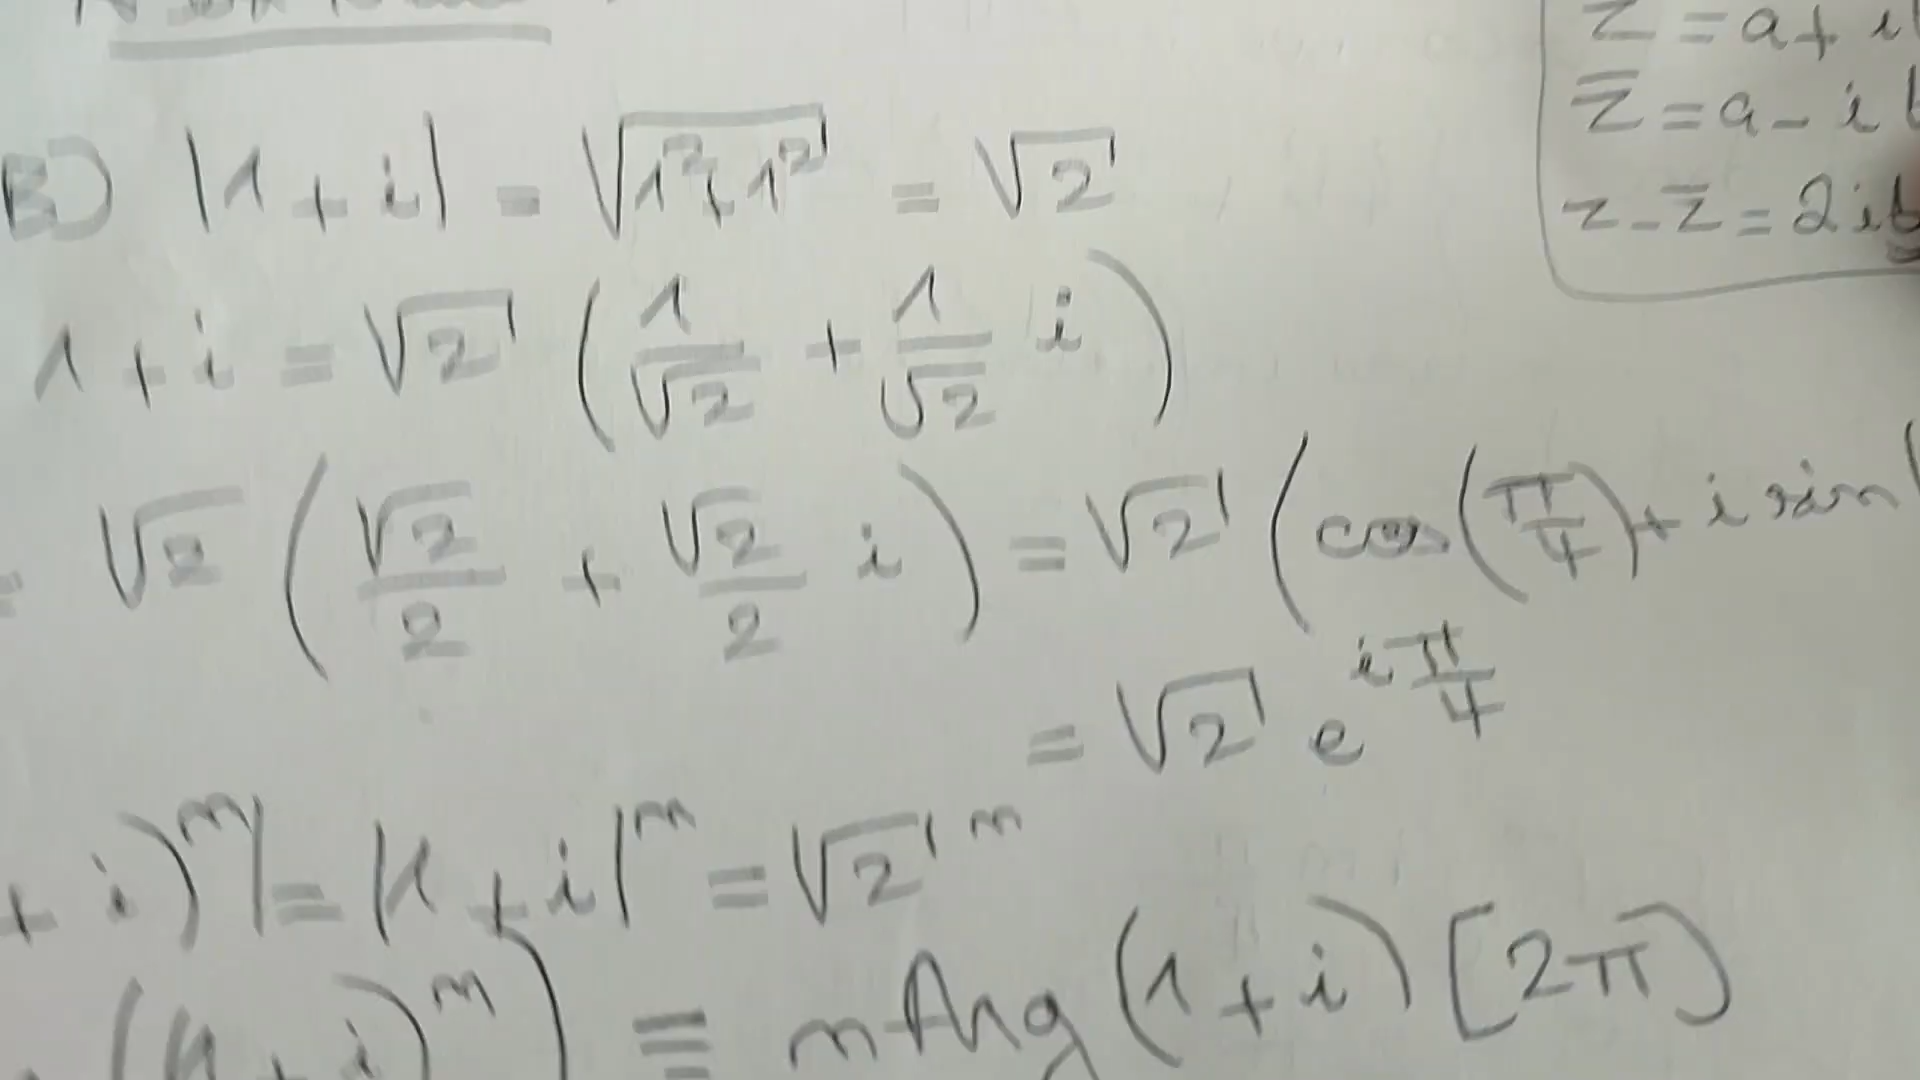 z = a + i
z̅ = a - i
z - z̅ = 2ib
B) |1 + i| = √(1² + 1²) = √2
1 + i = √2 (1/√2 + 1/√2 i)
= √2 (√2/2 + √2/2 i) = √2 (cos(π/4) + i sin(
= √2 e^(iπ/4)
+ i)^n| = |1 + i|^n = √2^n
(1 + i)^n) ≡ n Arg(1 + i) [2π]